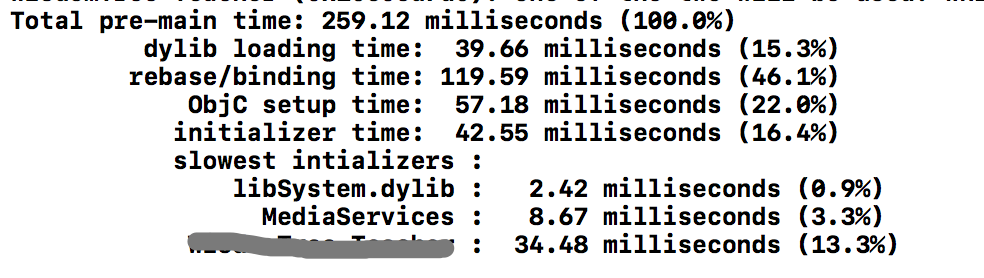 Total pre-main time: 259.12 milliseconds (100.0%)
dylib loading time: 39.66 milliseconds (15.3%)
rebase/binding time: 119.59 milliseconds (46.1%)
ObjC setup time: 57.18 milliseconds (22.0%)
initializer time: 42.55 milliseconds (16.4%)
slowest intializers :
libSystem.dylib : 2.42 milliseconds (0.9%)
MediaServices : 8.67 milliseconds (3.3%)
: 34.48 milliseconds (13.3%)